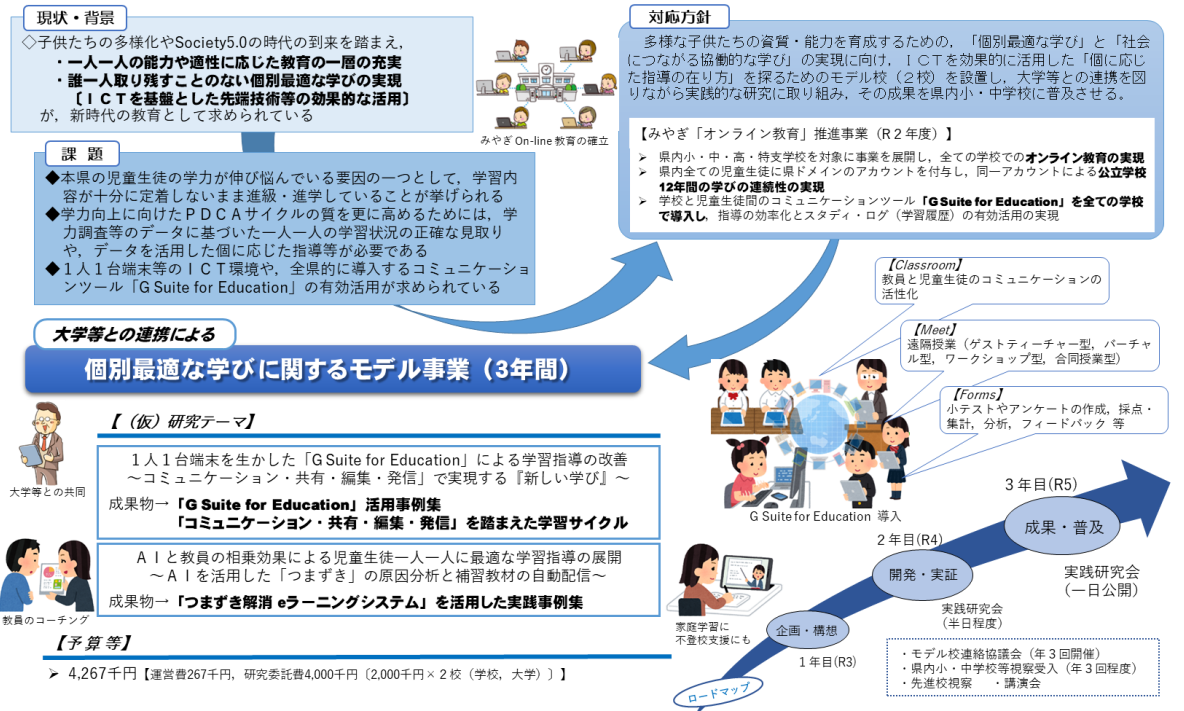 現状・背景
◇子供たちの多様化やSociety5.0の時代の到来を踏まえ，
・一人一人の能力や適性に応じた教育の一層の充実
・誰一人取り残すことのない個別最適な学びの実現
〔ＩＣＴを基盤とした先端技術等の効果的な活用〕
が，新時代の教育として求められている
みやぎ On-line 教育の確立
対応方針
多様な子供たちの資質・能力を育成するための，「個別最適な学び」と「社会
につながる協働的な学び」の実現に向け，ＩＣＴを効果的に活用した「個に応じ
た指導の在り方」を探るためのモデル校（２校）を設置し，大学等との連携を図
りながら実践的な研究に取り組み，その成果を県内小・中学校に普及させる。
【みやぎ「オンライン教育」推進事業（R２年度）】
➢ 県内小・中・高・特支学校を対象に事業を展開し，全ての学校でのオンライン教育の実現
➢ 県内全ての児童生徒に県ドメインのアカウントを付与し，同一アカウントによる公立学校
12年間の学びの連続性の実現
➢ 学校と児童生徒間のコミュニケーションツール「G Suite for Education」を全ての学校
で導入し，指導の効率化とスタディ・ログ（学習履歴）の有効活用の実現
課 題
◆本県の児童生徒の学力が伸び悩んでいる要因の一つとして，学習内
容が十分に定着しないまま進級・進学していることが挙げられる
◆学力向上に向けたＰＤＣＡサイクルの質を更に高めるためには，学
力調査等のデータに基づいた一人一人の学習状況の正確な見取り
や，データを活用した個に応じた指導等が必要である
◆１人１台端末等のＩＣＴ環境や，全県的に導入するコミュニケーショ
ンツール「G Suite for Education」の有効活用が求められている
大学等との連携による
個別最適な学びに関するモデル事業（3年間）
【（仮）研究テーマ】
１人１台端末を生かした「G Suite for Education」による学習指導の改善
～コミュニケーション・共有・編集・発信」で実現する『新しい学び』～
成果物→「G Suite for Education」活用事例集
「コミュニケーション・共有・編集・発信」を踏まえた学習サイクル
大学等との共同
ＡＩと教員の相乗効果による児童生徒一人一人に最適な学習指導の展開
～ＡＩを活用した「つまずき」の原因分析と補習教材の自動配信～
成果物→「つまずき解消 eラーニングシステム」を活用した実践事例集
教員のコーチング
【予算等】
➢ 4,267千円【運営費267千円，研究委託費4,000千円〔2,000千円×２校（学校，大学）〕】
【Classroom】
教員と児童生徒のコミュニケーションの
活性化
【Meet】
遠隔授業（ゲストティーチャー型，バーチャ
ル型，ワークショップ型，合同授業型）
【Forms】
小テストやアンケートの作成，採点・
集計，分析，フィードバック 等
G Suite for Education 導入
家庭学習に
不登校支援にも
ロードマップ
企画・構想
１年目(R3)
２年目(R4)
開発・実証
実践研究会
（半日程度）
３年目(R5)
成果・普及
実践研究会
（一日公開）
・モデル校連絡協議会（年３回開催）
・県内小・中学校等視察受入（年３回程度）
・先進校視察 ・講演会